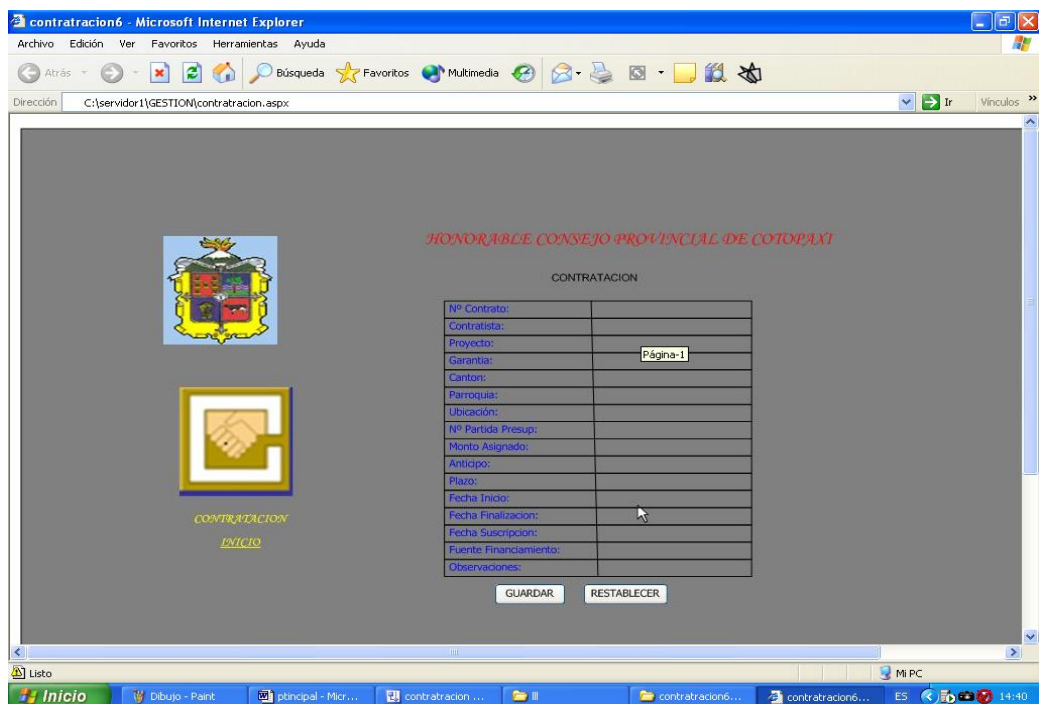 contratracion6 - Microsoft Internet Explorer
Archivo Edición Ver Favoritos Herramientas Ayuda
Atrás Búsqueda Favoritos Multimedia
Dirección C:\servidor1\GESTION\contratracion.aspx Ir Vínculos »
HONORABLE CONSEJO PROVINCIAL DE COTOPAXI
CONTRATACION
Nº Contrato:
Contratista:
Proyecto:
Página-1
Garantia:
Canton:
Parroquia:
Ubicación:
Nº Partida Presup:
Monto Asignado:
Anticipo:
Plazo:
Fecha Inicio:
Fecha Finalizacion:
Fecha Suscripcion:
Fuente Financiamiento:
Observaciones:
CONTRATACION
INICIO
GUARDAR RESTABLECER
Listo Mi PC
Inicio Dibujo - Paint ptincipal - Micr... contratracion ... III contratracion6... contratracion6... ES 14:40